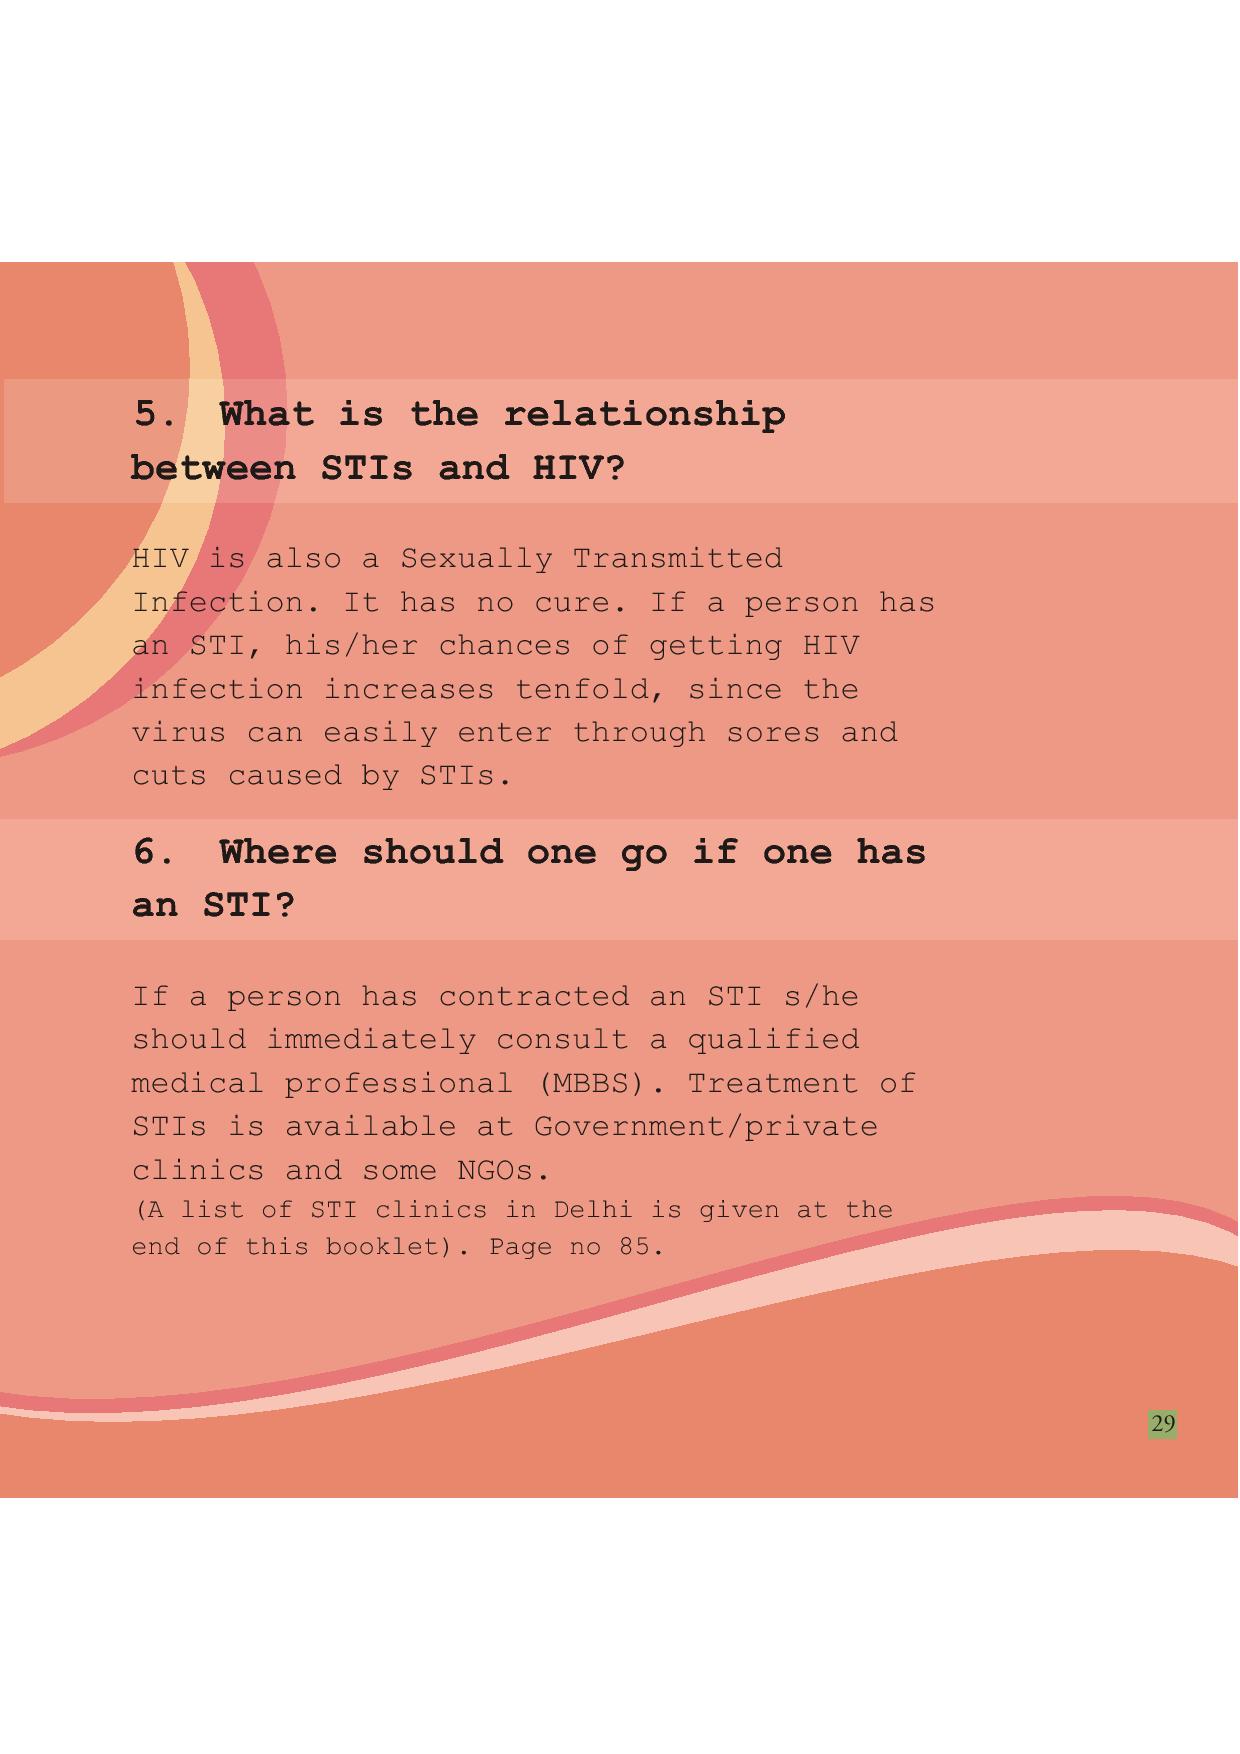 5. What is the relationship
between STIs and HIV?
HIV is also a Sexually Transmitted
Infection. It has no cure. If a person has
an STI, his/her chances of getting HIV
infection increases tenfold, since the
virus can easily enter through sores and
cuts caused by STIs.
6. Where should one go if one has
an STI?
If a person has contracted an STI s/he
should immediately consult a qualified
medical professional (MBBS). Treatment of
STIs is available at Government/private
clinics and some NGOs.
(A list of STI clinics in Delhi is given at the
end of this booklet). Page no 85.
29